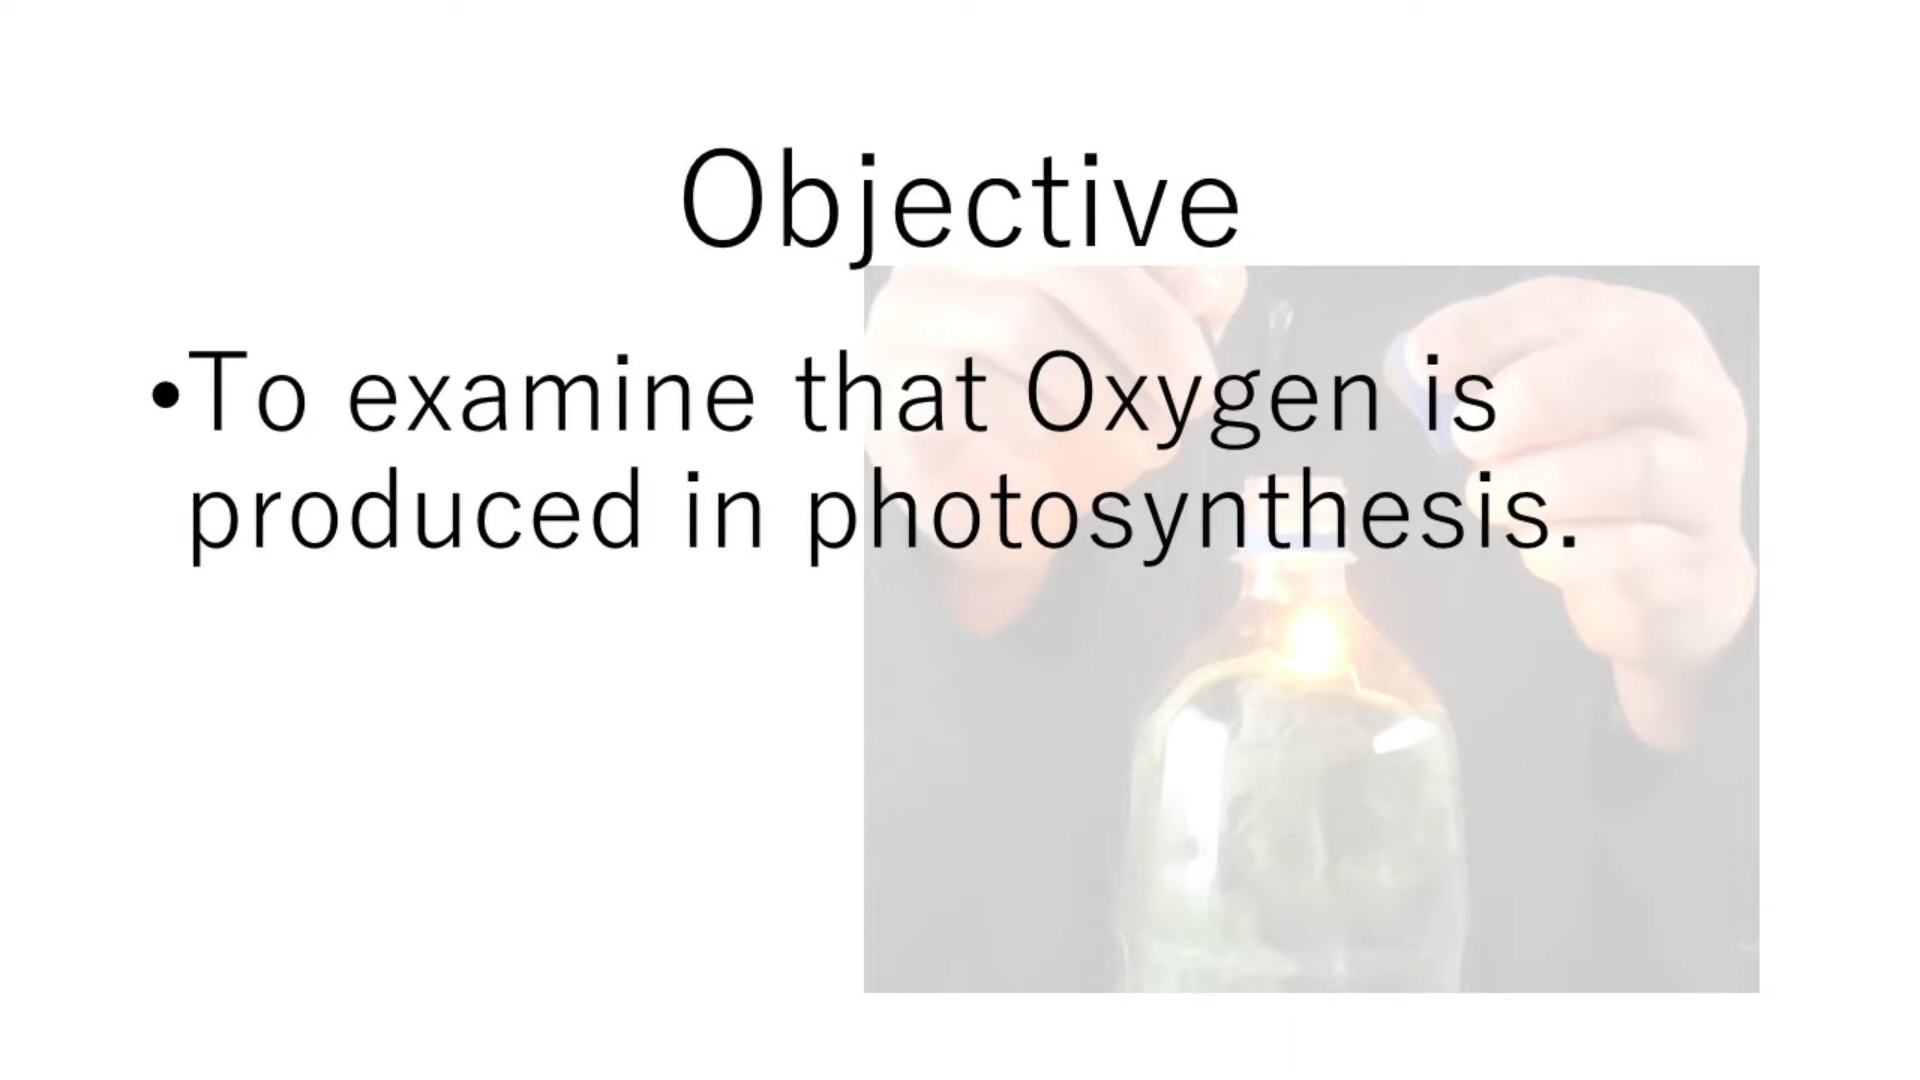 Objective
•To examine that Oxygen is
produced in photosynthesis.